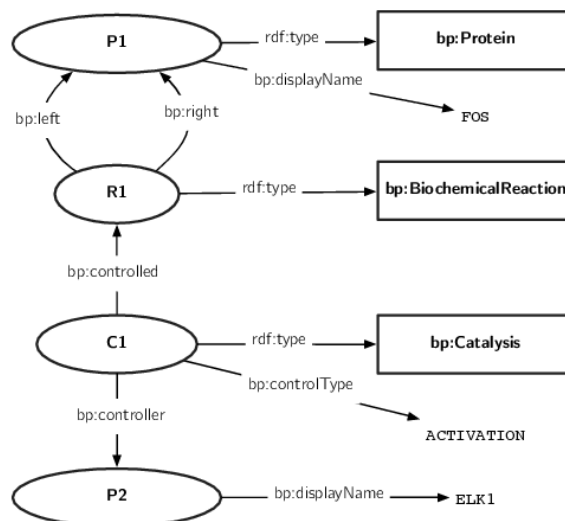 P1
rdf:type
bp:Protein
bp:displayName
FOS
bp:left
bp:right
R1
rdf:type
bp:BiochemicalReaction
bp:controlled
C1
rdf:type
bp:Catalysis
bp:controlType
ACTIVATION
bp:controller
P2
bp:displayName
ELK1